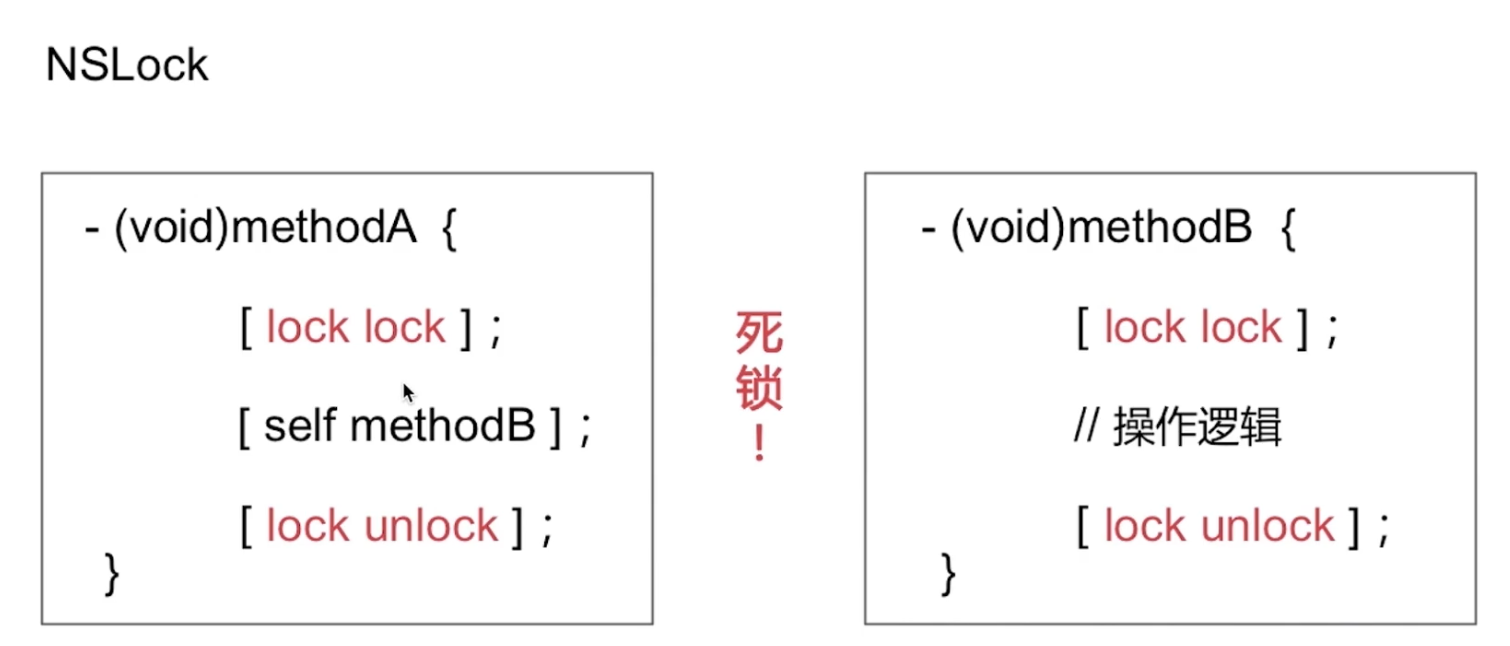 NSLock
- (void)methodA {
[ lock lock ] ;
[ self methodB ] ;
[ lock unlock ] ;
}
死锁！
- (void)methodB {
[ lock lock ] ;
// 操作逻辑
[ lock unlock ] ;
}